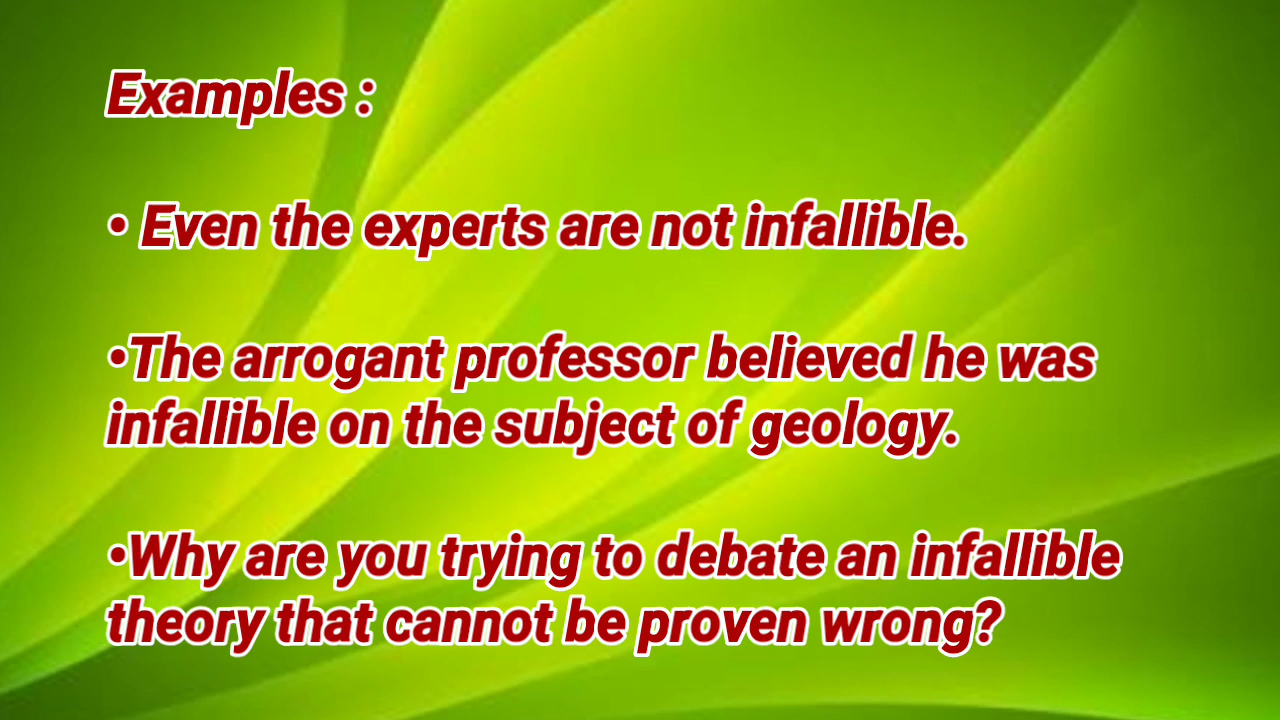 Examples :
• Even the experts are not infallible.
•The arrogant professor believed he was
infallible on the subject of geology.
•Why are you trying to debate an infallible
theory that cannot be proven wrong?